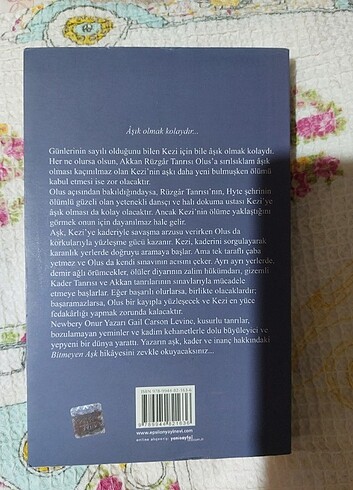 Âşık olmak kolaydır...
Günlerinin sayılı olduğunu bilen Kezi için bile âşık olmak kolaydı.
Her ne olursa olsun, Akkan Rüzgâr Tanrısı Olus'a sırılsıklam âşık
olması kaçınılmaz olan Kezi'nin aşkı daha yeni bulmuşken ölümü
kabul etmesi ise zor olacaktır.
Olus açısından bakıldığındaysa, Rüzgâr Tanrısı'nın, Hyte şehrinin
ölümlü güzeli olan yetenekli dansçı ve halı dokuma ustası Kezi'ye
âşık olması da kolay olacaktır. Ancak Kezi'nin ölüme yaklaştığını
görmek onun için dayanılmaz hale gelir.
Aşk, Kezi'ye kaderiyle savaşma arzusu verirken Olus da
korkularıyla yüzleşme gücü kazanır. Kezi, kaderini sorgulayarak
karanlık yerlerde doğruyu aramaya başlar. Ama tek taraflı çaba
yetmez ve Olus da kendi sınavının acısını çeker. Ayrı ayrı yerlerde,
demir ağlı örümcekler, ölüler diyarının zalim hükümdarı, gizemli
Kader Tanrısı ve Akkan tanrılarının sınavlarıyla mücadele
etmeye başlarlar. Eğer başarılı olurlarsa, birlikte olacaklardır;
başaramazlarsa, Olus bir kayıpla yüzleşecek ve Kezi en yüce
fedakârlığı yapmak zorunda kalacaktır.
Newbery Onur Yazarı Gail Carson Levine, kusurlu tanrılar,
bozulamayan yeminler ve kadim kehanetlerle dolu büyüleyici ve
yepyeni bir dünya yarattı. Yazarın aşk, kader ve inanç hakkındaki
Bitmeyen Aşk hikâyesini zevkle okuyacaksınız...
www.epsilonyayinevi.com
online alışveriş: